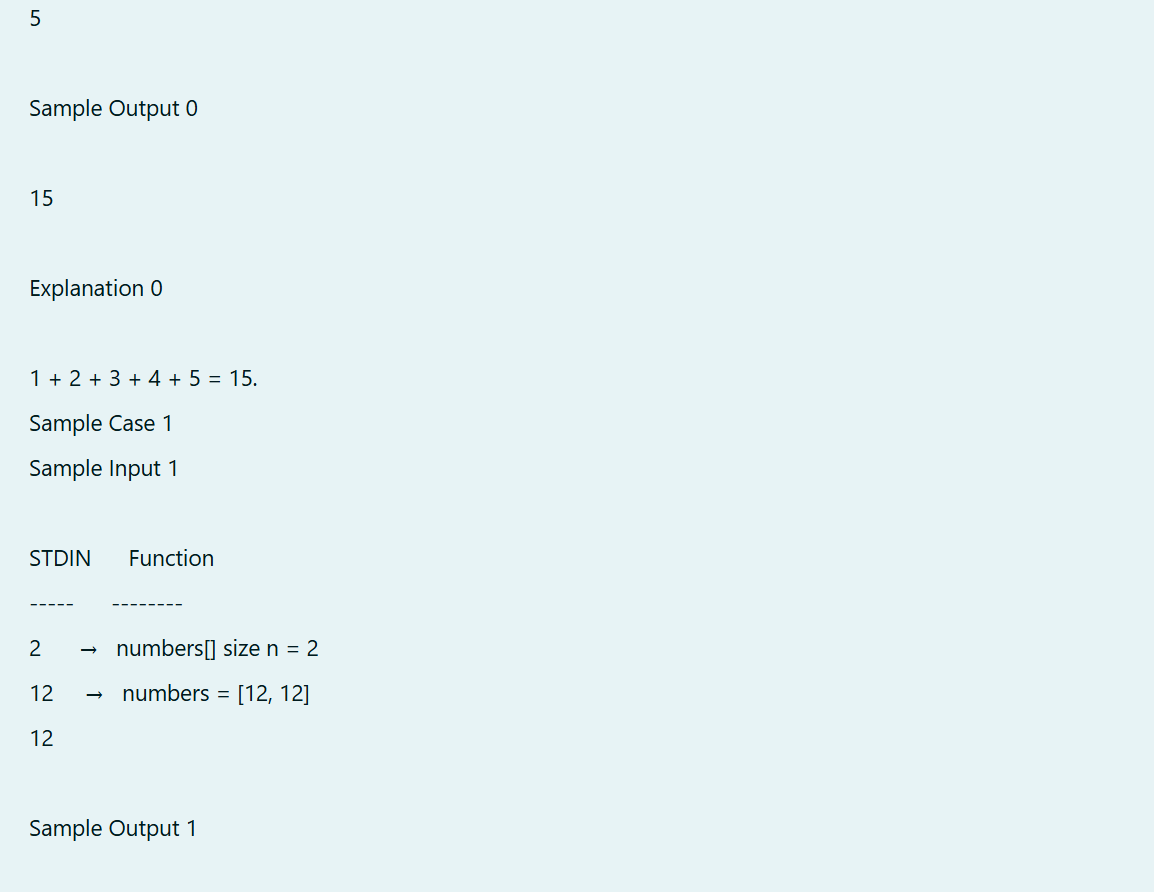 5
Sample Output 0
15
Explanation 0
1 + 2 + 3 + 4 + 5 = 15.
Sample Case 1
Sample Input 1
STDIN Function
----- --------
2 → numbers[] size n = 2
12 → numbers = [12, 12]
12
Sample Output 1